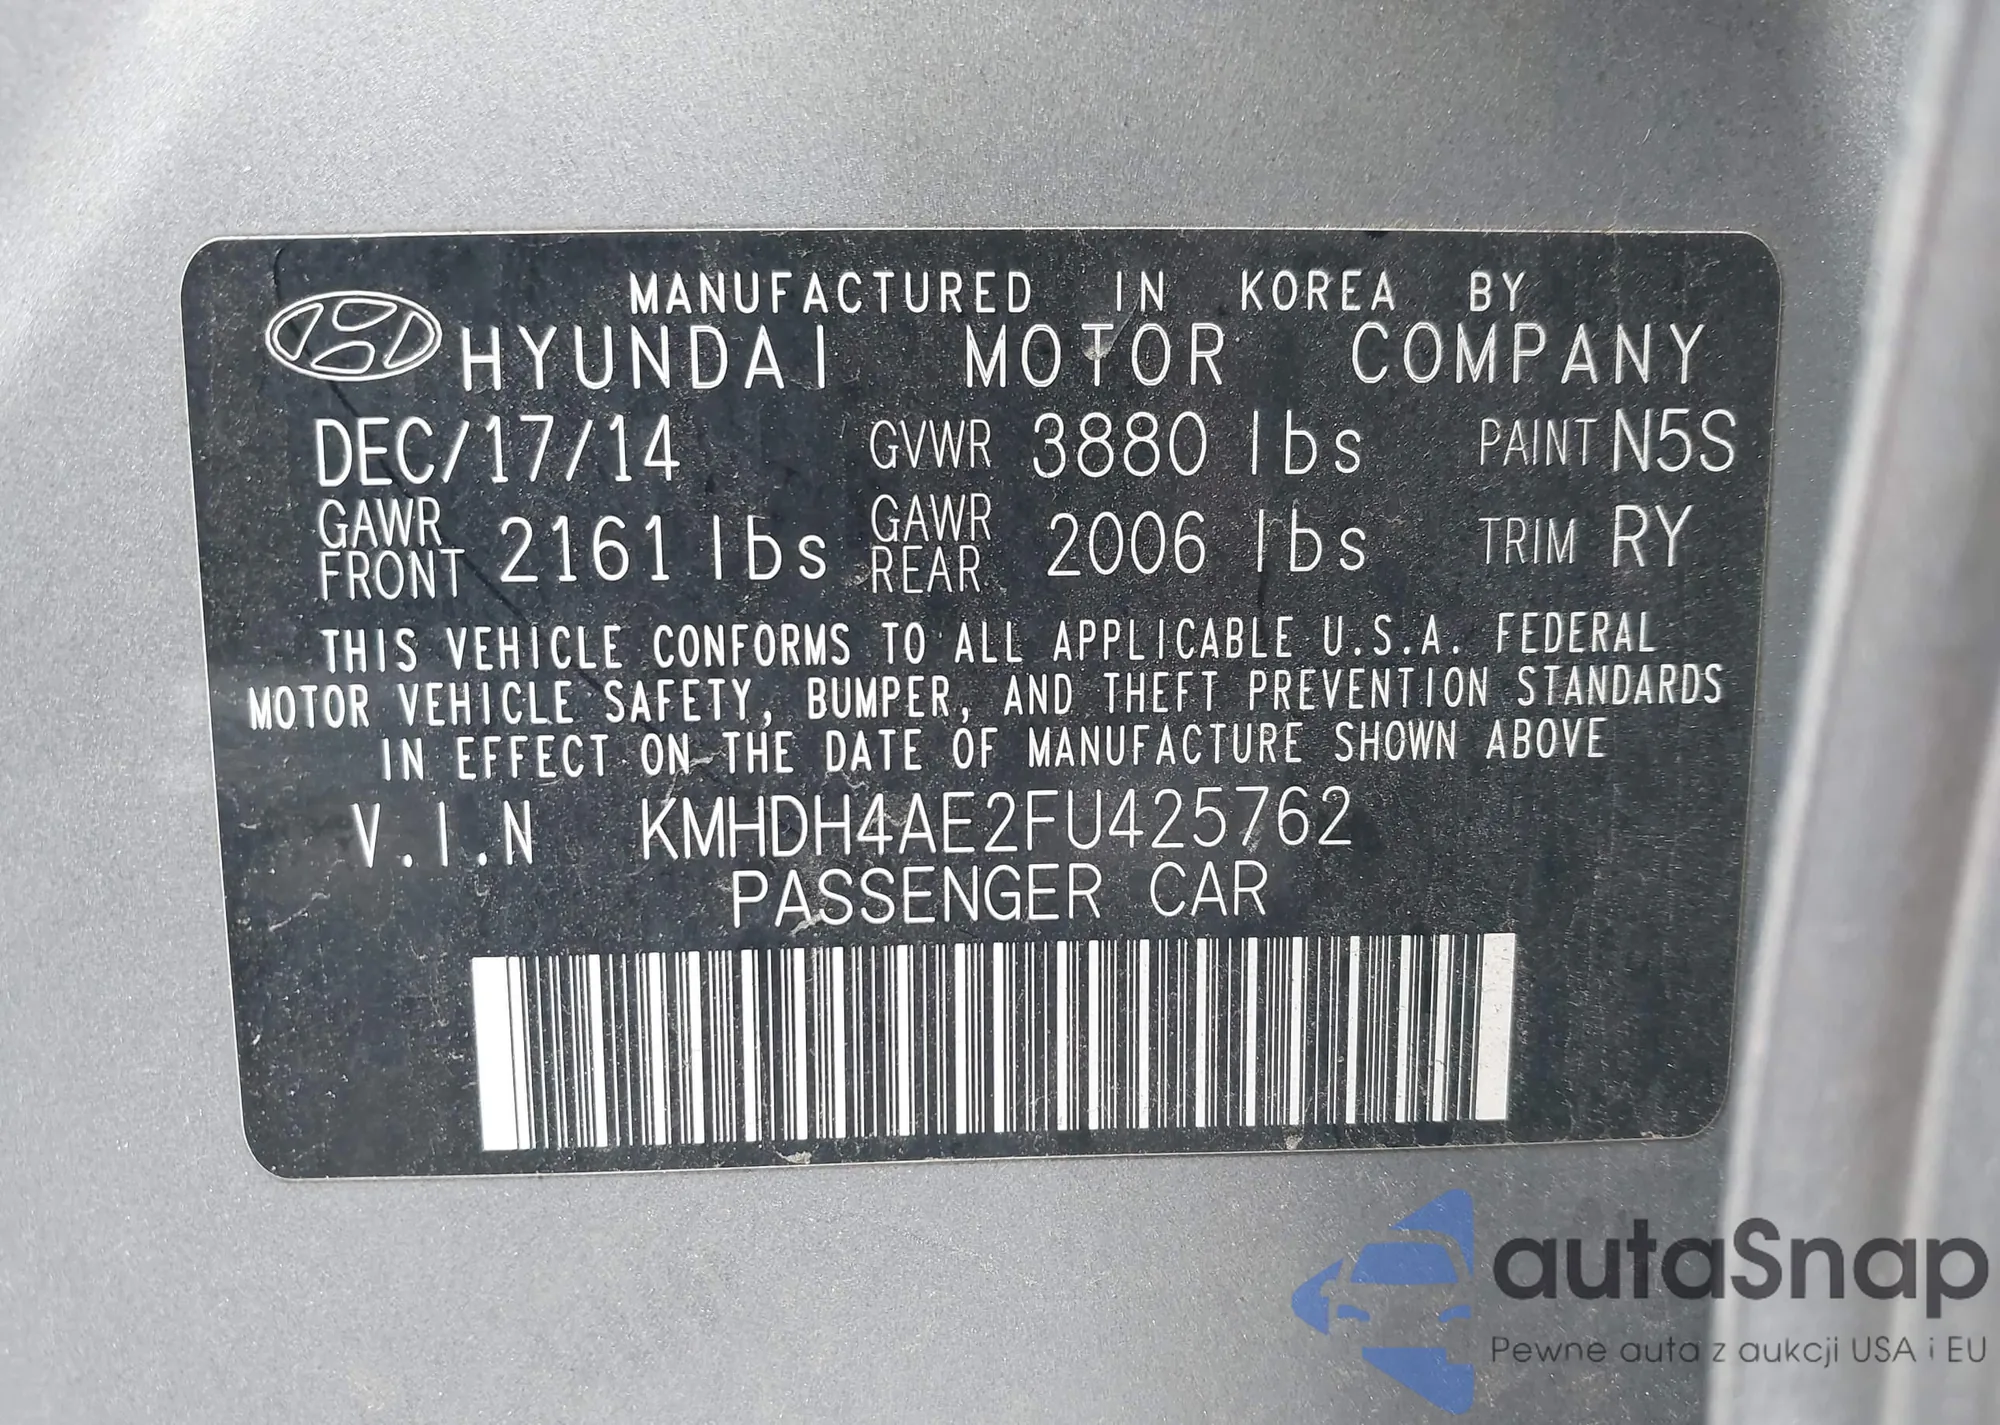 MANUFACTURED IN KOREA BY
HYUNDAI MOTOR COMPANY
DEC/17/14 GVWR 3880 lbs PAINT N5S
GAWR FRONT 2161 lbs GAWR REAR 2006 lbs TRIM RY
THIS VEHICLE CONFORMS TO ALL APPLICABLE U.S.A. FEDERAL
MOTOR VEHICLE SAFETY, BUMPER, AND THEFT PREVENTION STANDARDS
IN EFFECT ON THE DATE OF MANUFACTURE SHOWN ABOVE
V.I.N KMHDH4AE2FU425762
PASSENGER CAR
autaSnap
Pewne auta z aukcji USA i EU